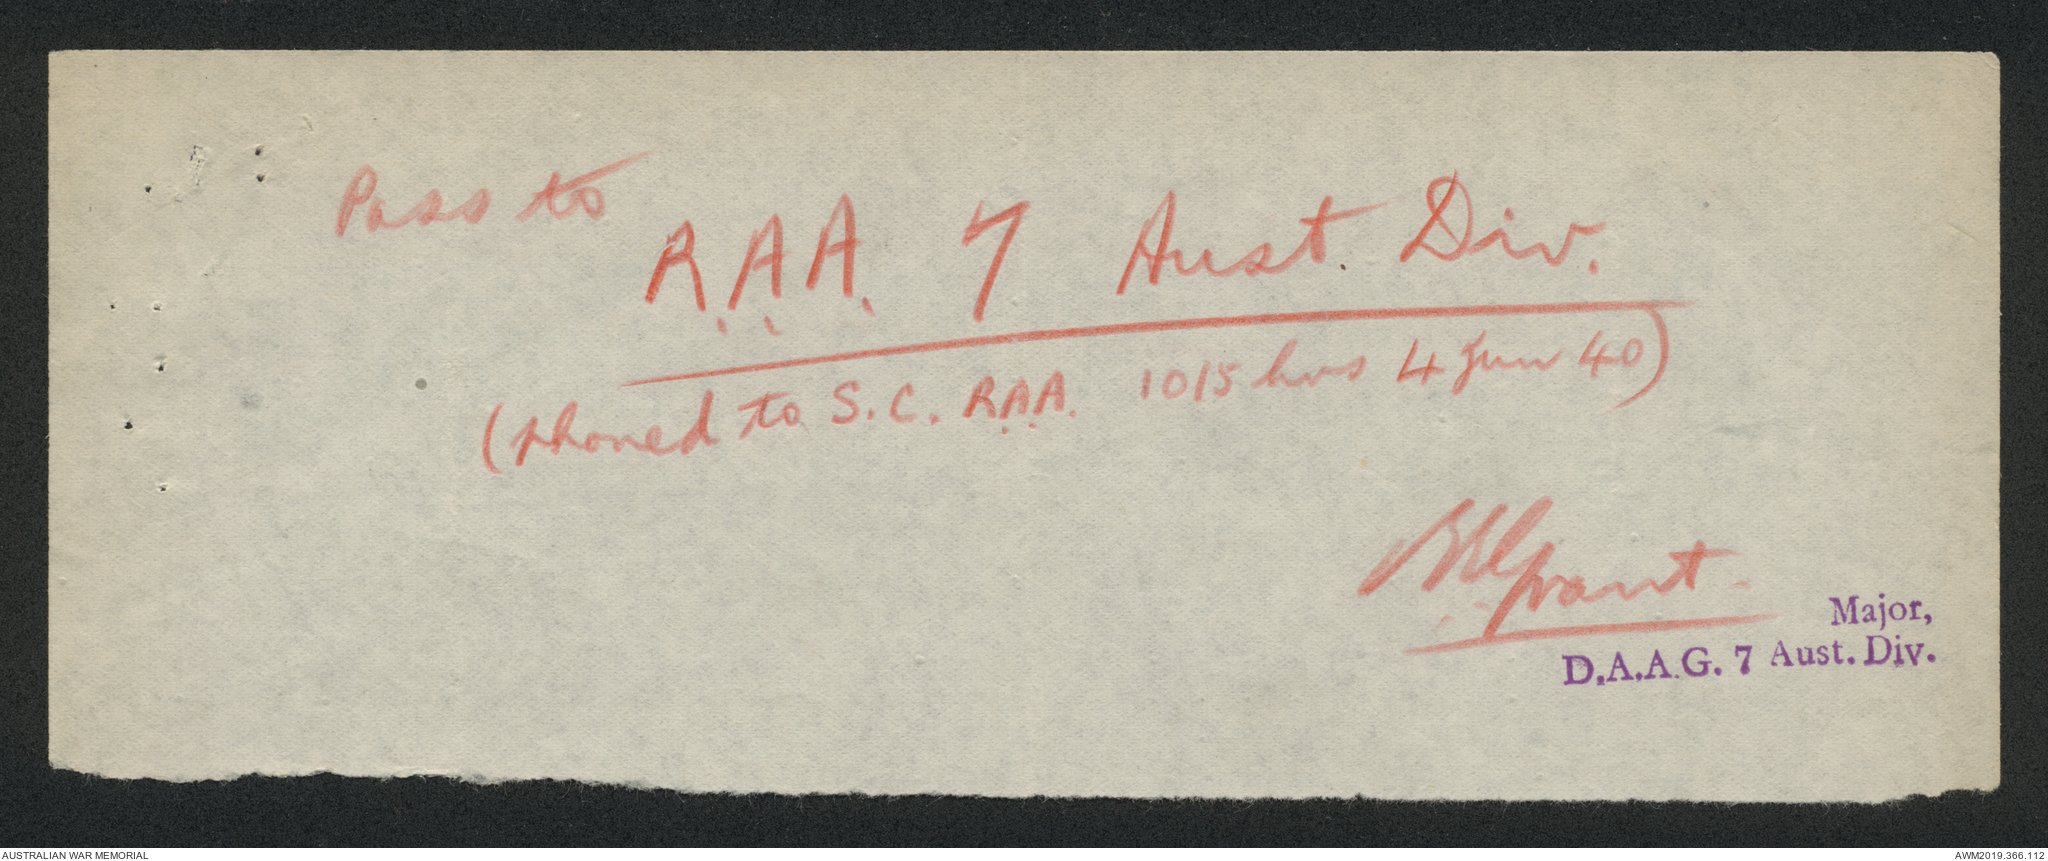 Pass to
R.A.A. 7 Aust. Div.
(phoned to S.C. R.A.A. 1015 hrs 4 Jun 40)
Grant.
Major,
D.A.A.G. 7 Aust. Div.
AUSTRALIAN WAR MEMORIAL
AWM2019.366.112